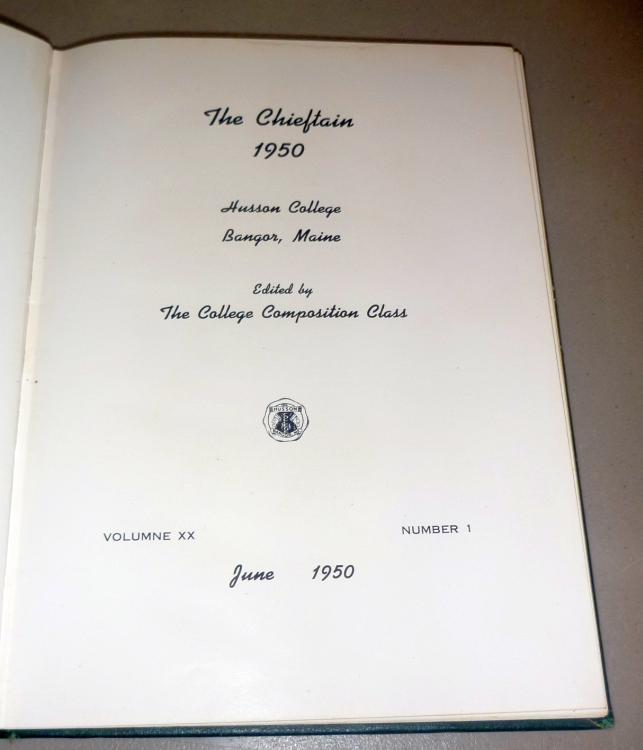 The Chieftain
1950
Husson College
Bangor, Maine
Edited by
The College Composition Class
HUSSON
VOLUMNE XX
NUMBER 1
June 1950